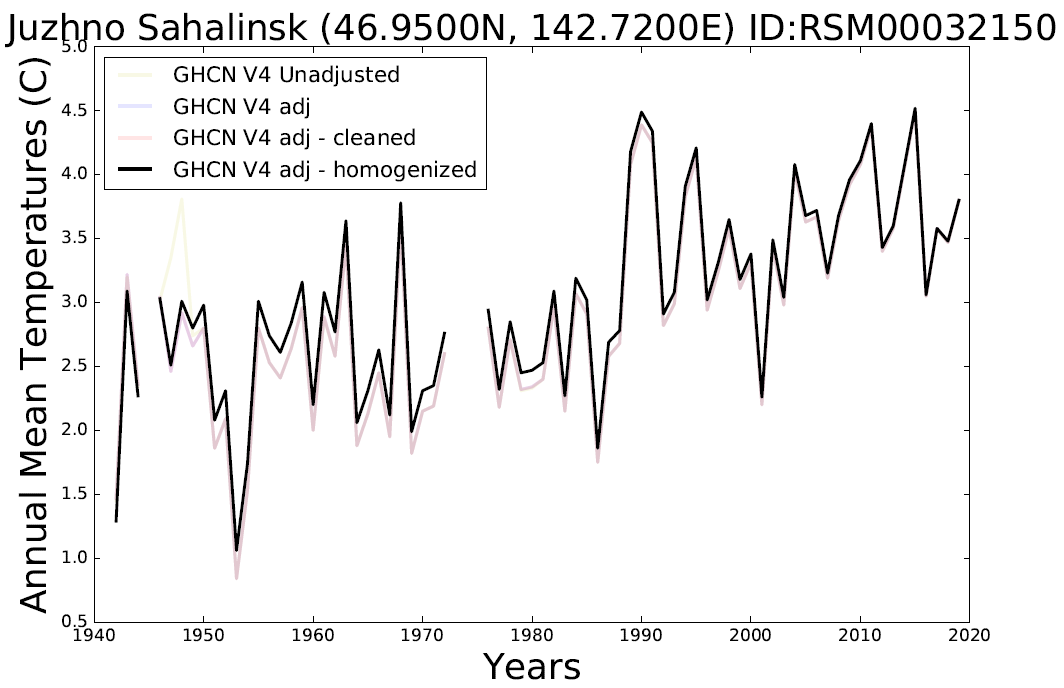 Juzhno Sahalinsk (46.9500N, 142.7200E) ID:RSM00032150
Annual Mean Temperatures (C)
GHCN V4 Unadjusted
GHCN V4 adj
GHCN V4 adj - cleaned
GHCN V4 adj - homogenized
5.0
4.5
4.0
3.5
3.0
2.5
2.0
1.5
1.0
0.5
1940 1950 1960 1970 1980 1990 2000 2010 2020
Years